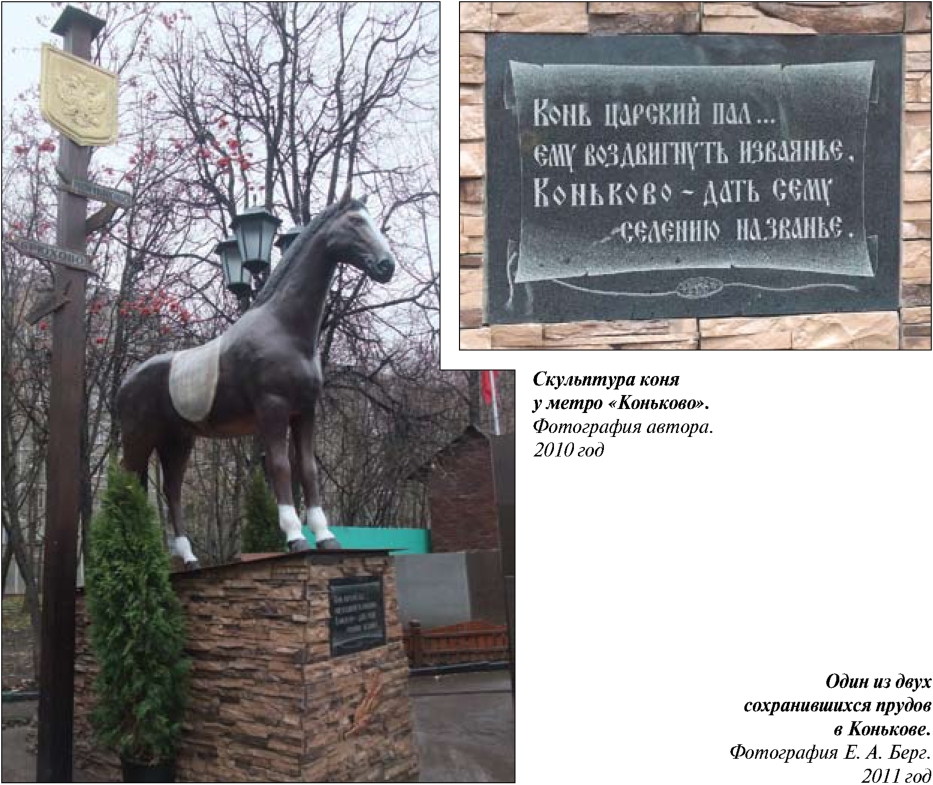 Конь царский пал...
ему воздвигнуть изваянье.
Коньково ~ дать сему
селению названье.
Скульптура коня
у метро «Коньково».
Фотография автора.
2010 год
Один из двух
сохранившихся прудов
в Конькове.
Фотография Е. А. Берг.
2011 год